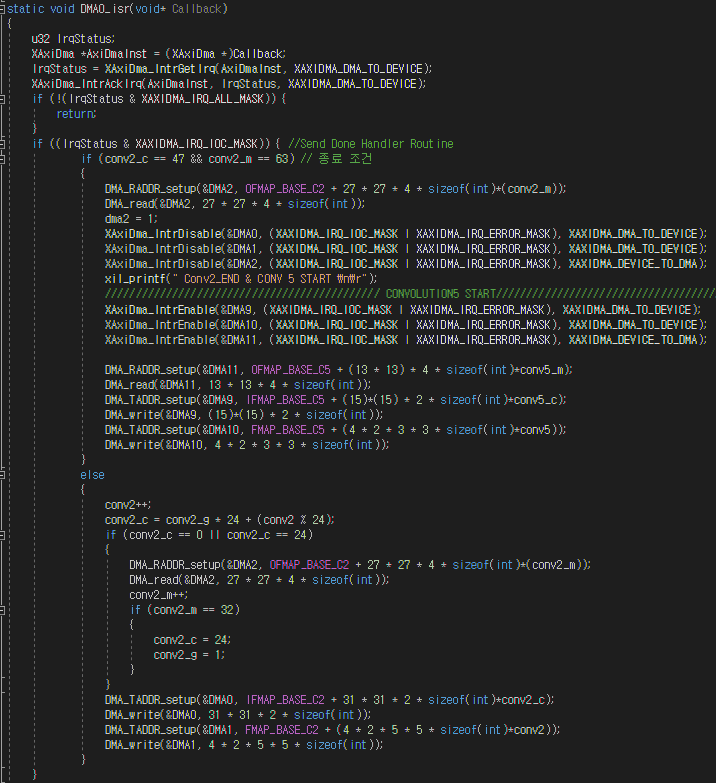 static void DMA0_isr(void* Callback)
{
u32 IrqStatus;
XAxiDma *AxiDmaInst = (XAxiDma *)Callback;
IrqStatus = XAxiDma_IntrGetIrq(AxiDmaInst, XAXIDMA_DMA_TO_DEVICE);
XAxiDma_IntrAckIrq(AxiDmaInst, IrqStatus, XAXIDMA_DMA_TO_DEVICE);
if (!(IrqStatus & XAXIDMA_IRQ_ALL_MASK)) {
return;
}
if ((IrqStatus & XAXIDMA_IRQ_IOC_MASK)) { //Send Done Handler Routine
if (conv2_c == 47 && conv2_m == 63) // 종료 조건
{
DMA_RADDR_setup(&DMA2, OFMAP_BASE_C2 + 27 * 27 * 4 * sizeof(int)*(conv2_m));
DMA_read(&DMA2, 27 * 27 * 4 * sizeof(int));
dma2 = 1;
XAxiDma_IntrDisable(&DMA0, (XAXIDMA_IRQ_IOC_MASK | XAXIDMA_IRQ_ERROR_MASK), XAXIDMA_DMA_TO_DEVICE);
XAxiDma_IntrDisable(&DMA1, (XAXIDMA_IRQ_IOC_MASK | XAXIDMA_IRQ_ERROR_MASK), XAXIDMA_DMA_TO_DEVICE);
XAxiDma_IntrDisable(&DMA2, (XAXIDMA_IRQ_IOC_MASK | XAXIDMA_IRQ_ERROR_MASK), XAXIDMA_DEVICE_TO_DMA);
xil_printf(" Conv2_END & CONV 5 START ₩n₩r");
////////////////////////////////////////////// CONVOLUTION5 START/////////////////////////////////////
XAxiDma_IntrEnable(&DMA9, (XAXIDMA_IRQ_IOC_MASK | XAXIDMA_IRQ_ERROR_MASK), XAXIDMA_DMA_TO_DEVICE);
XAxiDma_IntrEnable(&DMA10, (XAXIDMA_IRQ_IOC_MASK | XAXIDMA_IRQ_ERROR_MASK), XAXIDMA_DMA_TO_DEVICE);
XAxiDma_IntrEnable(&DMA11, (XAXIDMA_IRQ_IOC_MASK | XAXIDMA_IRQ_ERROR_MASK), XAXIDMA_DEVICE_TO_DMA);
DMA_RADDR_setup(&DMA11, OFMAP_BASE_C5 + (13 * 13) * 4 * sizeof(int)*conv5_m);
DMA_read(&DMA11, 13 * 13 * 4 * sizeof(int));
DMA_TADDR_setup(&DMA9, IFMAP_BASE_C5 + (15)*(15) * 2 * sizeof(int)*conv5_c);
DMA_write(&DMA9, (15)*(15) * 2 * sizeof(int));
DMA_TADDR_setup(&DMA10, FMAP_BASE_C5 + (4 * 2 * 3 * 3 * sizeof(int)*conv5));
DMA_write(&DMA10, 4 * 2 * 3 * 3 * sizeof(int));
}
else
{
conv2++;
conv2_c = conv2_g * 24 + (conv2 % 24);
if (conv2_c == 0 || conv2_c == 24)
{
DMA_RADDR_setup(&DMA2, OFMAP_BASE_C2 + 27 * 27 * 4 * sizeof(int)*(conv2_m));
DMA_read(&DMA2, 27 * 27 * 4 * sizeof(int));
conv2_m++;
if (conv2_m == 32)
{
conv2_c = 24;
conv2_g = 1;
}
}
DMA_TADDR_setup(&DMA0, IFMAP_BASE_C2 + 31 * 31 * 2 * sizeof(int)*conv2_c);
DMA_write(&DMA0, 31 * 31 * 2 * sizeof(int));
DMA_TADDR_setup(&DMA1, FMAP_BASE_C2 + (4 * 2 * 5 * 5 * sizeof(int)*conv2));
DMA_write(&DMA1, 4 * 2 * 5 * 5 * sizeof(int));
}
}